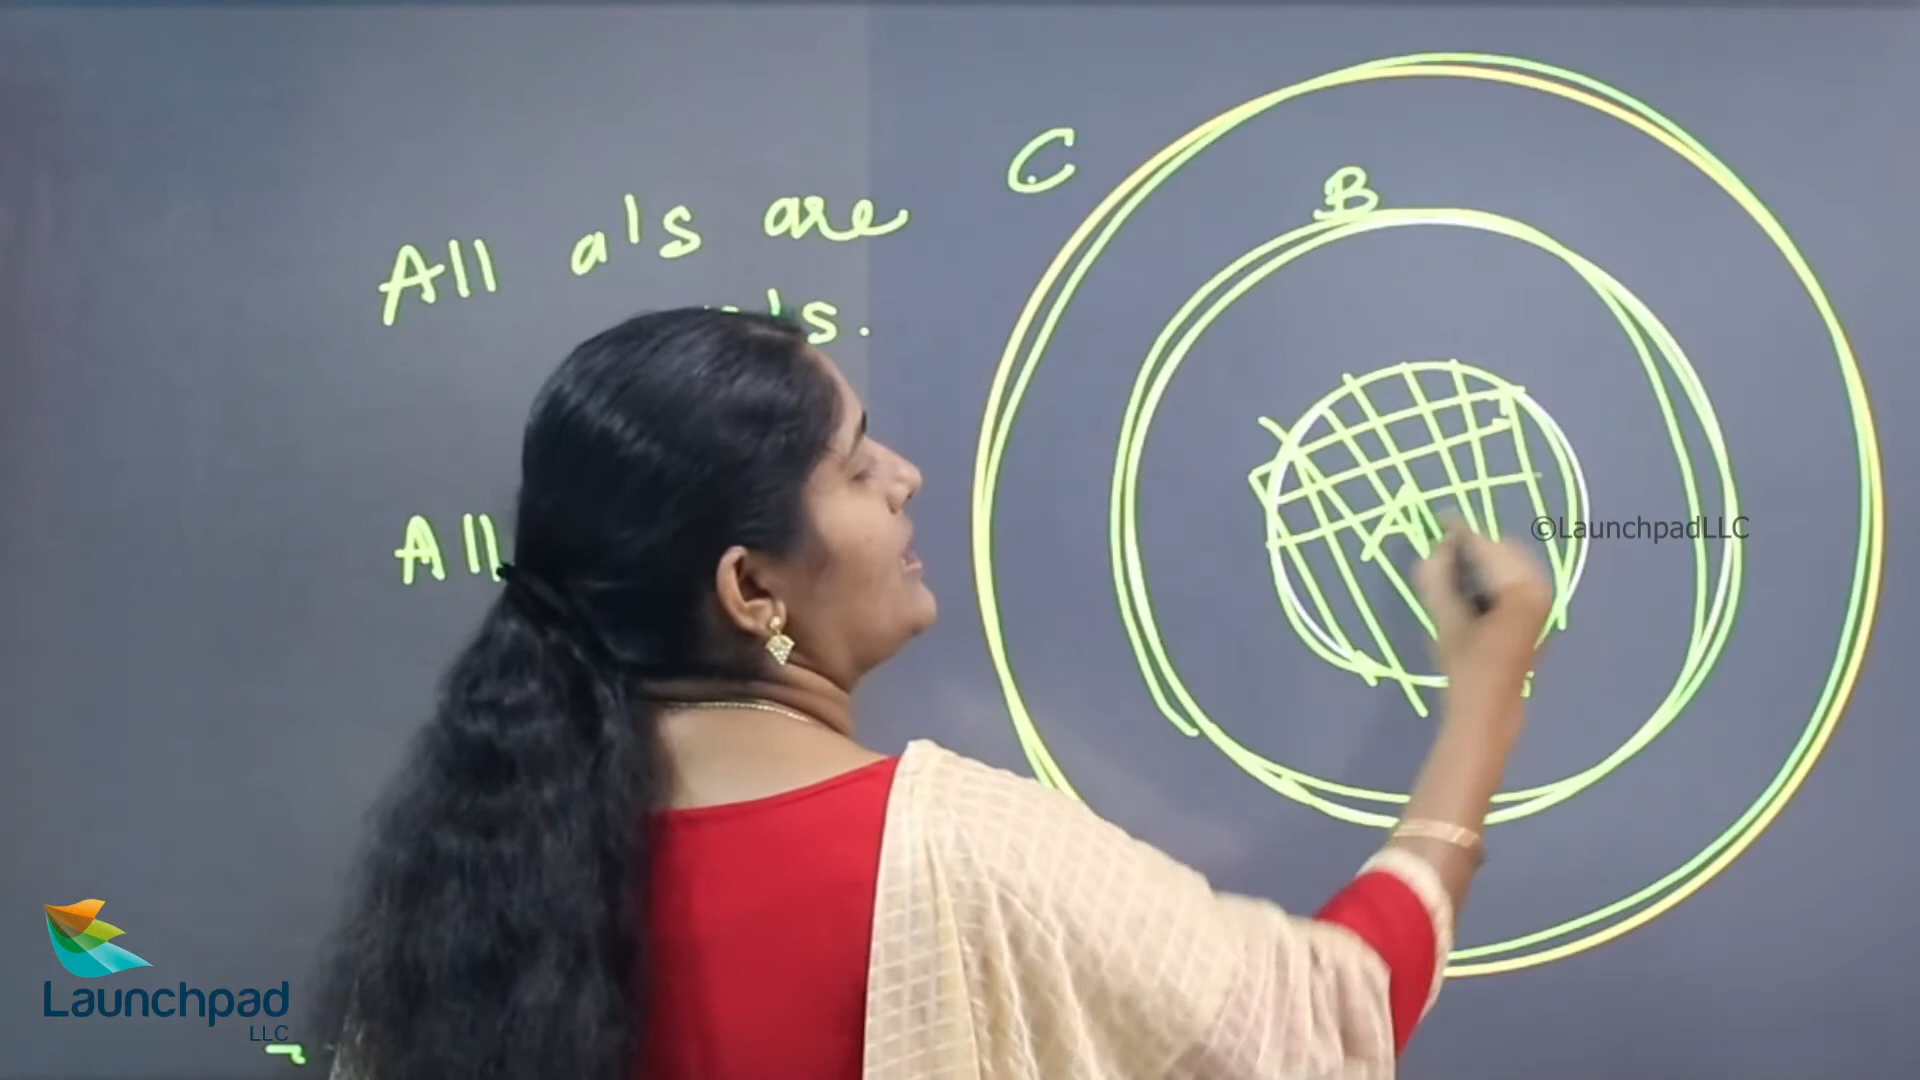 All a's are
's.
All
C
B
A
©LaunchpadLLC
Launchpad
LLC